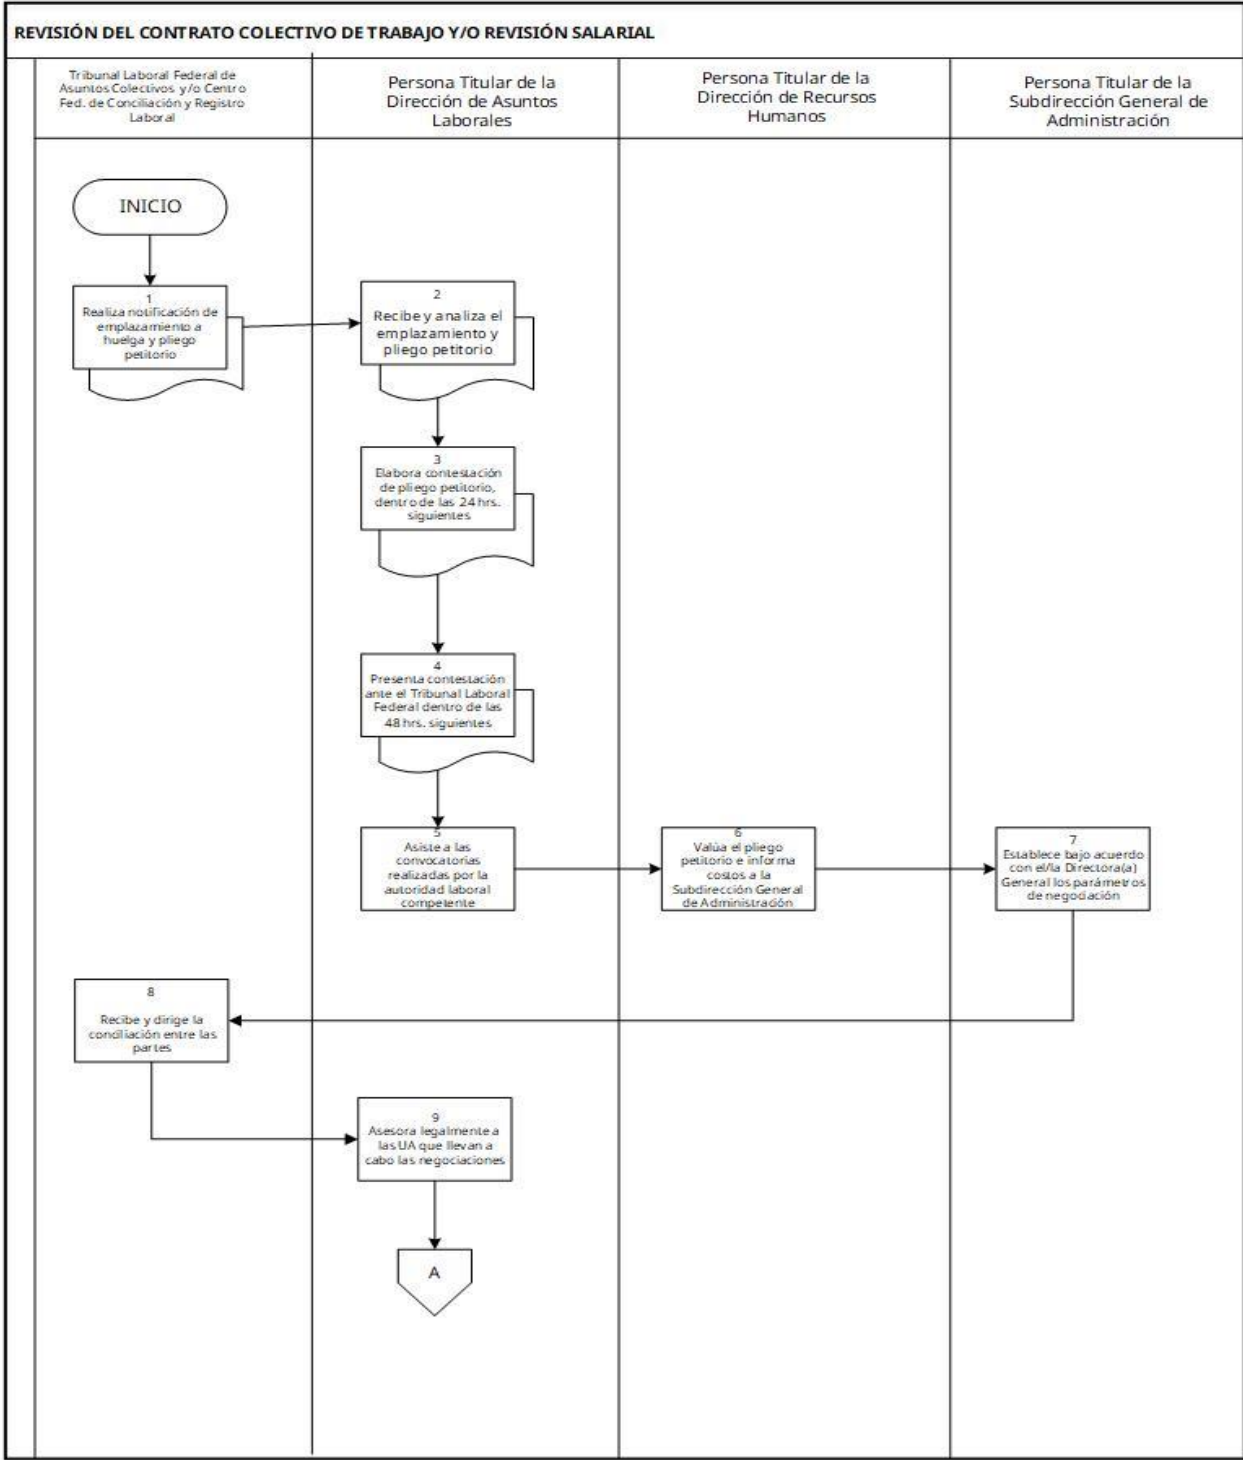 REVISIÓN DEL CONTRATO COLECTIVO DE TRABAJO Y/O REVISIÓN SALARIAL
Tribunal Laboral Federal de
Asuntos Colectivos y/o Centro
Fed. de Conciliación y Registro
Laboral
Persona Titular de la
Dirección de Asuntos
Laborales
Persona Titular de la
Dirección de Recursos
Humanos
Persona Titular de la
Subdirección General de
Administración
INICIO
1
Realiza notificación de
emplazamiento a
huelga y pliego
petitorio
2
Recibe y analiza el
emplazamiento y
pliego petitorio
3
Elabora contestación
de pliego petitorio,
dentro de las 24 hrs.
siguientes
4
Presenta contestación
ante el Tribunal Laboral
Federal dentro de las
48 hrs. siguientes
5
Asiste a las
convocatorias
realizadas por la
autoridad laboral
competente
6
Valúa el pliego
petitorio e informa
costos a la
Subdirección General
de Administración
7
Establece bajo acuerdo
con el/la Directora(a)
General los parámetros
de negociación
8
Recibe y dirige la
conciliación entre las
partes
9
Asesora legalmente a
las UA que llevan a
cabo las negociaciones
A